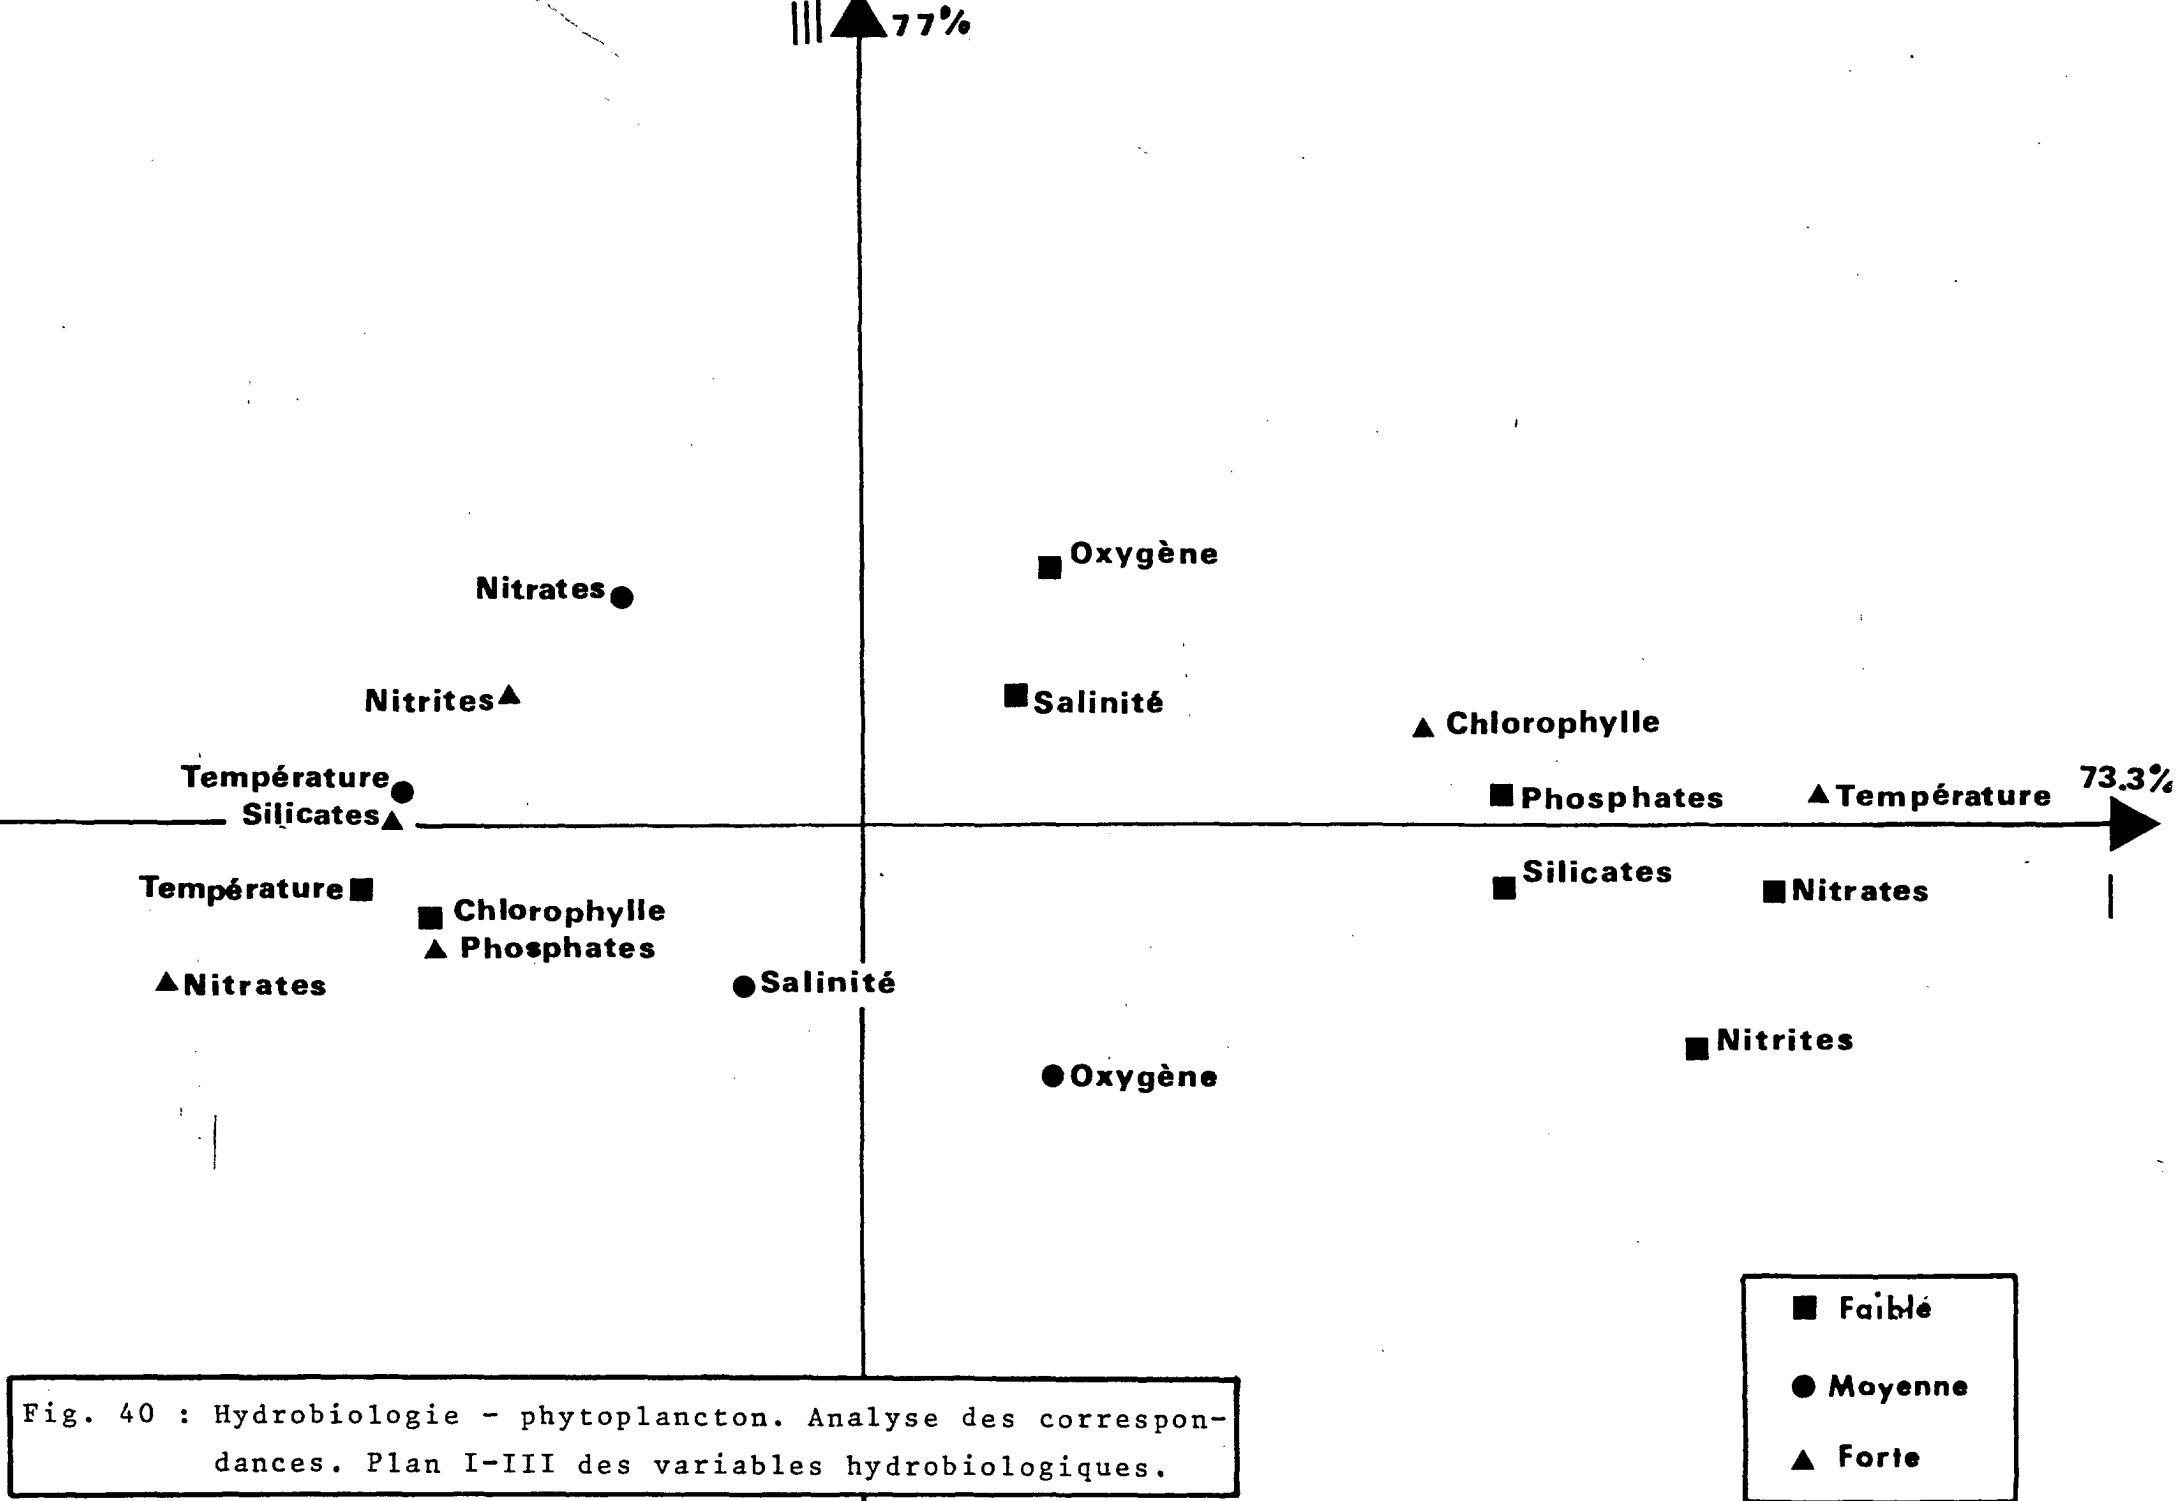 III 77%
Oxygène
Nitrates
Nitrites
Salinité
Chlorophylle
Température
73.3%
Silicates
Phosphates
Température
Température
Silicates
Nitrates
Chlorophylle
Phosphates
Nitrates
Salinité
I
Nitrites
Oxygène
Faible
Moyenne
Forte
Fig. 40 : Hydrobiologie - phytoplancton. Analyse des correspon-
dances. Plan I-III des variables hydrobiologiques.